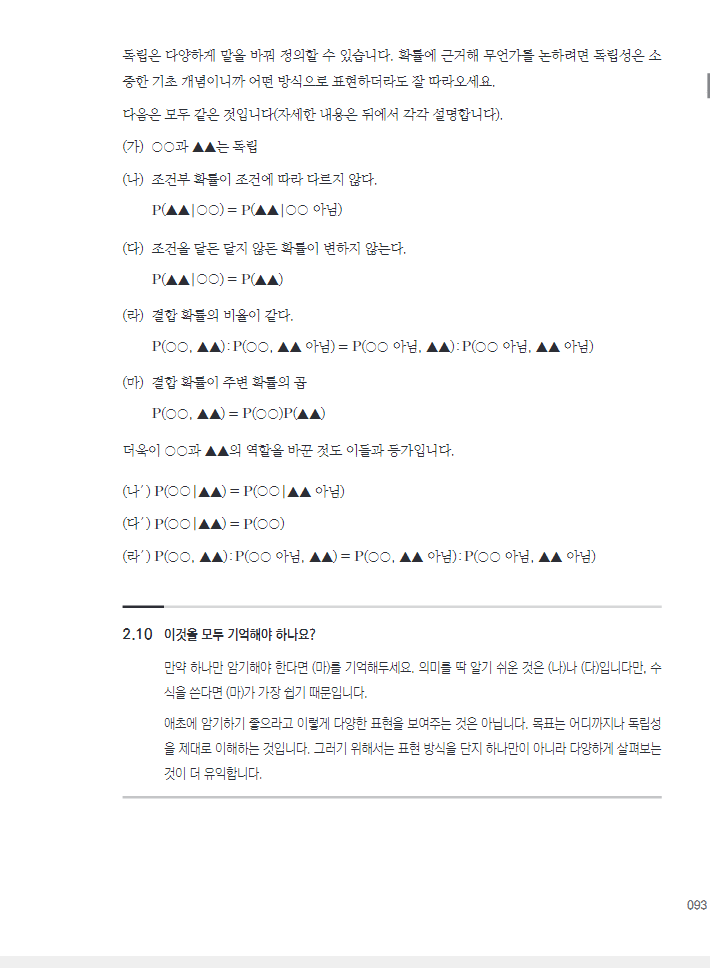 독립은 다양하게 말을 바꿔 정의할 수 있습니다. 확률에 근거해 무언가를 논하려면 독립성은 소
중한 기초 개념이니까 어떤 방식으로 표현하더라도 잘 따라오세요.
다음은 모두 같은 것입니다(자세한 내용은 뒤에서 각각 설명합니다).
(가) ○○과 ▲▲는 독립
(나) 조건부 확률이 조건에 따라 다르지 않다.
P(▲▲|○○) = P(▲▲|○○ 아님)
(다) 조건을 달든 달지 않든 확률이 변하지 않는다.
P(▲▲|○○) = P(▲▲)
(라) 결합 확률의 비율이 같다.
P(○○, ▲▲):P(○○, ▲▲ 아님) = P(○○ 아님, ▲▲):P(○○ 아님, ▲▲ 아님)
(마) 결합 확률이 주변 확률의 곱
P(○○, ▲▲) = P(○○)P(▲▲)
더욱이 ○○과 ▲▲의 역할을 바꾼 것도 이들과 등가입니다.
(나´) P(○○|▲▲) = P(○○|▲▲ 아님)
(다´) P(○○|▲▲) = P(○○)
(라´) P(○○, ▲▲):P(○○ 아님, ▲▲) = P(○○, ▲▲ 아님):P(○○ 아님, ▲▲ 아님)
2.10 이것을 모두 기억해야 하나요?
만약 하나만 암기해야 한다면 (마)를 기억해두세요. 의미를 딱 알기 쉬운 것은 (나)나 (다)입니다만, 수
식을 쓴다면 (마)가 가장 쉽기 때문입니다.
애초에 암기하기 좋으라고 이렇게 다양한 표현을 보여주는 것은 아닙니다. 목표는 어디까지나 독립성
을 제대로 이해하는 것입니다. 그러기 위해서는 표현 방식을 단지 하나만이 아니라 다양하게 살펴보는
것이 더 유익합니다.
093